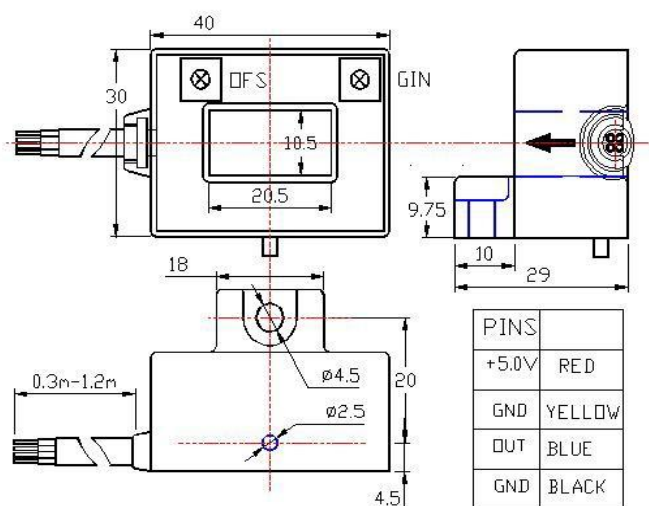 40
OFS
GIN
30
10.5
20.5
9.75
10
29
18
Ø4.5
20
0.3m-1.2m
Ø2.5
4.5
PINS
+5.0V RED
GND YELLOW
OUT BLUE
GND BLACK